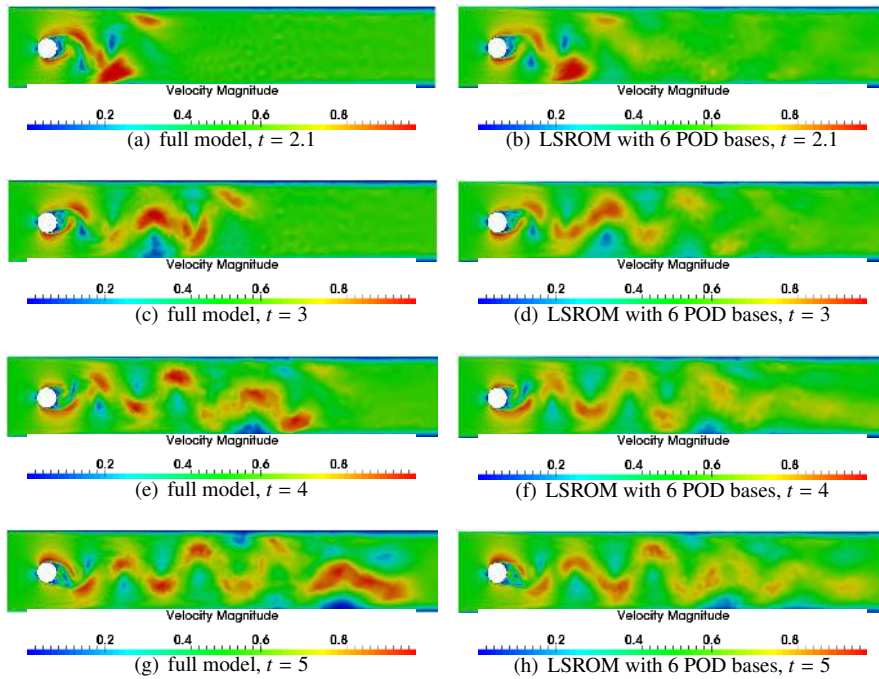 Velocity Magnitude Velocity Magnitude
0.2 0.4 0.6 0.8 0.2 0.4 0.6 0.8
(a) full model, t = 2.1 (b) LSROM with 6 POD bases, t = 2.1
Velocity Magnitude Velocity Magnitude
0.2 0.4 0.6 0.8 0.2 0.4 0.6 0.8
(c) full model, t = 3 (d) LSROM with 6 POD bases, t = 3
Velocity Magnitude Velocity Magnitude
0.2 0.4 0.6 0.8 0.2 0.4 0.6 0.8
(e) full model, t = 4 (f) LSROM with 6 POD bases, t = 4
Velocity Magnitude Velocity Magnitude
0.2 0.4 0.6 0.8 0.2 0.4 0.6 0.8
(g) full model, t = 5 (h) LSROM with 6 POD bases, t = 5